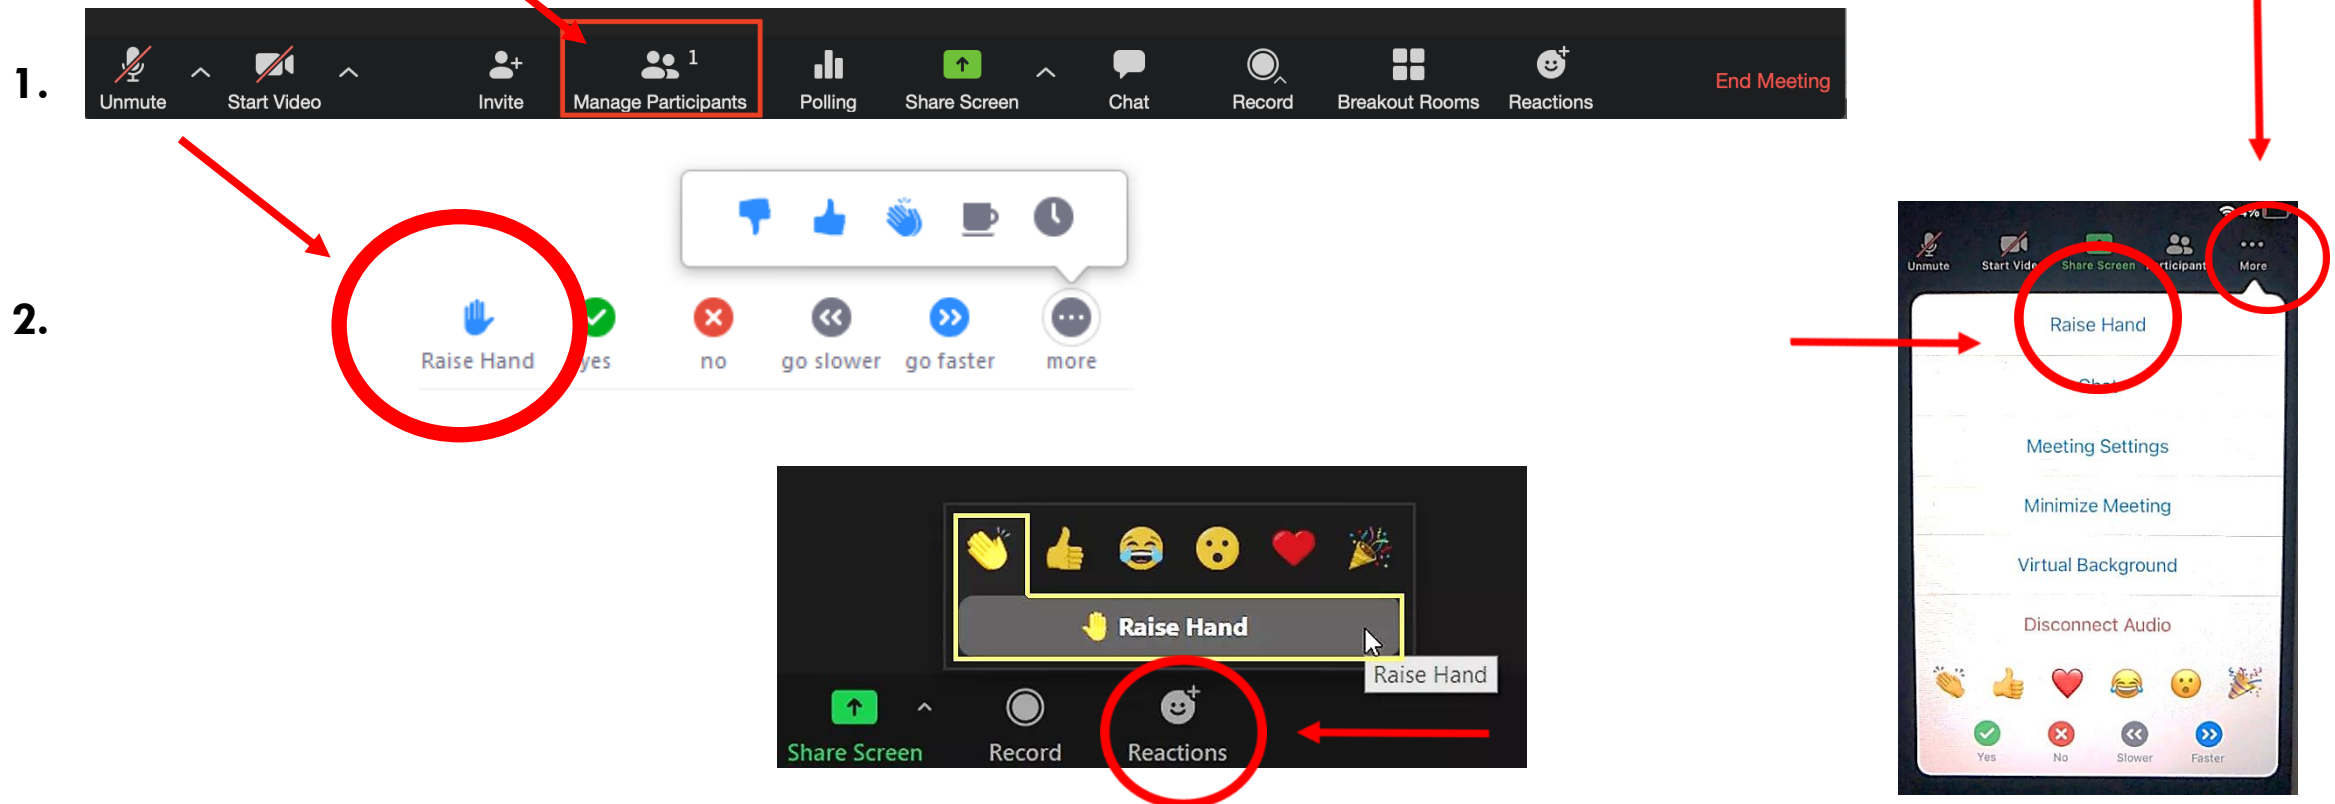 1.
Unmute Start Video Invite Manage Participants 1 Polling Share Screen Chat Record Breakout Rooms Reactions End Meeting
2.
Raise Hand yes no go slower go faster more
Raise Hand
Raise Hand
Share Screen Record Reactions
4%
Unmute Start Vide Share Screen rticipant More
Raise Hand
Chat
Meeting Settings
Minimize Meeting
Virtual Background
Disconnect Audio
Yes No Slower Faster